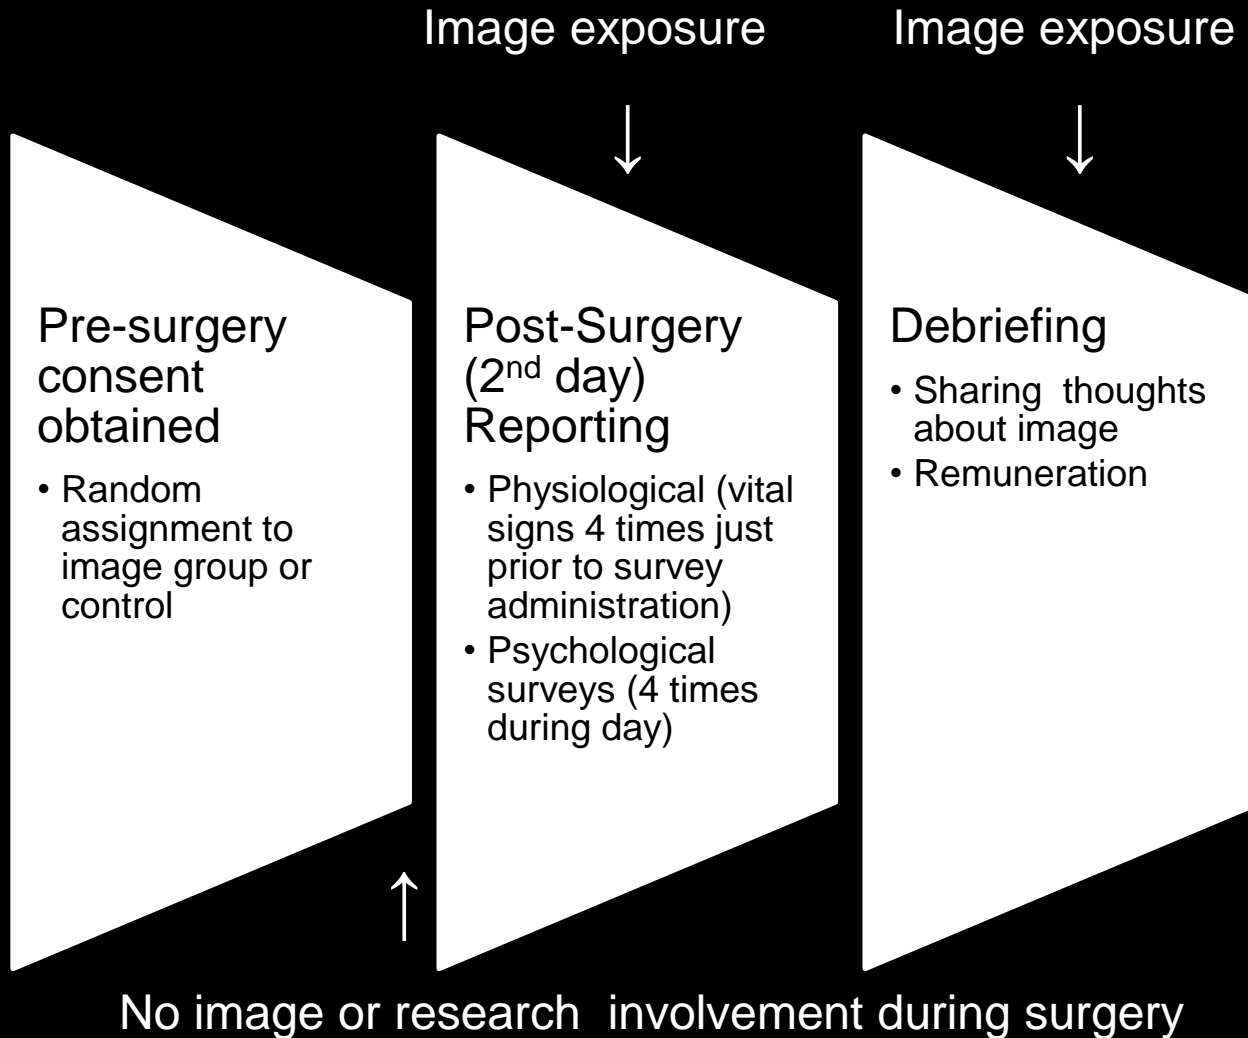 Image exposure
Image exposure
Pre-surgery
consent
obtained
• Random
assignment to
image group or
control
Post-Surgery
(2nd day)
Reporting
• Physiological (vital
signs 4 times just
prior to survey
administration)
• Psychological
surveys (4 times
during day)
Debriefing
• Sharing thoughts
about image
• Remuneration
No image or research involvement during surgery